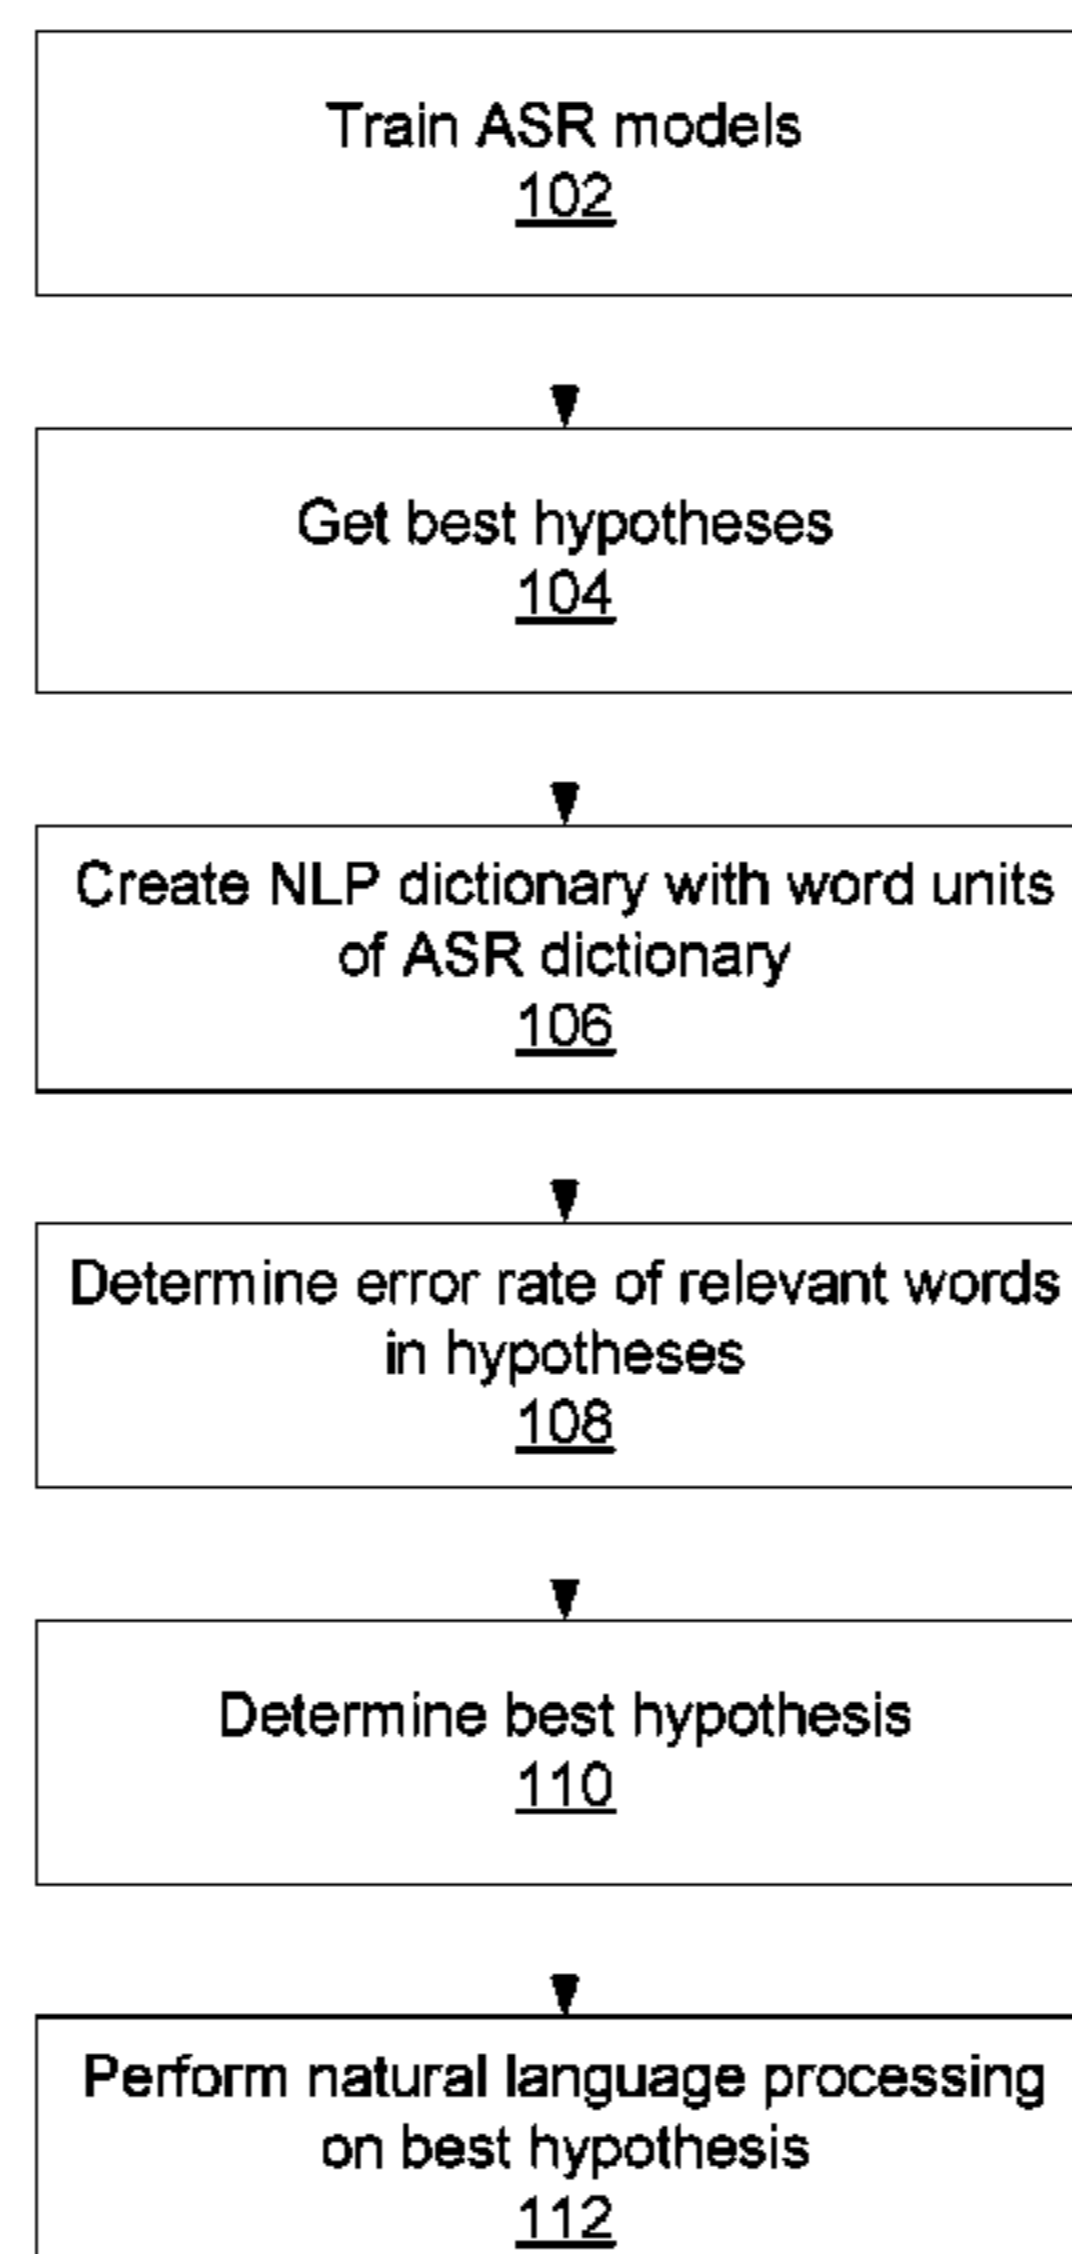 Train ASR models
102
Get best hypotheses
104
Create NLP dictionary with word units
of ASR dictionary
106
Determine error rate of relevant words
in hypotheses
108
Determine best hypothesis
110
Perform natural language processing
on best hypothesis
112